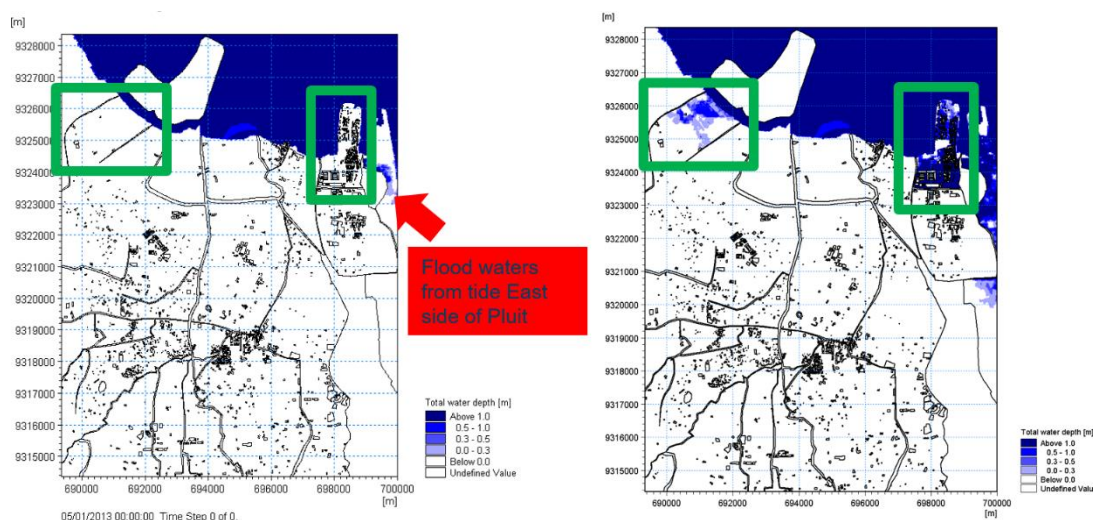 [m]
9328000
9327000
9326000
9325000
9324000
9323000
9322000
9321000
9320000
9319000
9318000
9317000
9316000
9315000
690000 692000 694000 696000 698000 700000
[m]
05/01/2013 00:00:00 Time Step 0 of 0.
Total water depth [m]
Above 1.0
0.5 - 1.0
0.3 - 0.5
0.0 - 0.3
Below 0.0
Undefined Value
Flood waters
from tide East
side of Pluit
[m]
9328000
9327000
9326000
9325000
9324000
9323000
9322000
9321000
9320000
9319000
9318000
9317000
9316000
9315000
690000 692000 694000 696000 698000 700000
[m]
Total water depth [m]
Above 1.0
0.5 - 1.0
0.3 - 0.5
0.0 - 0.3
Below 0.0
Undefined Value